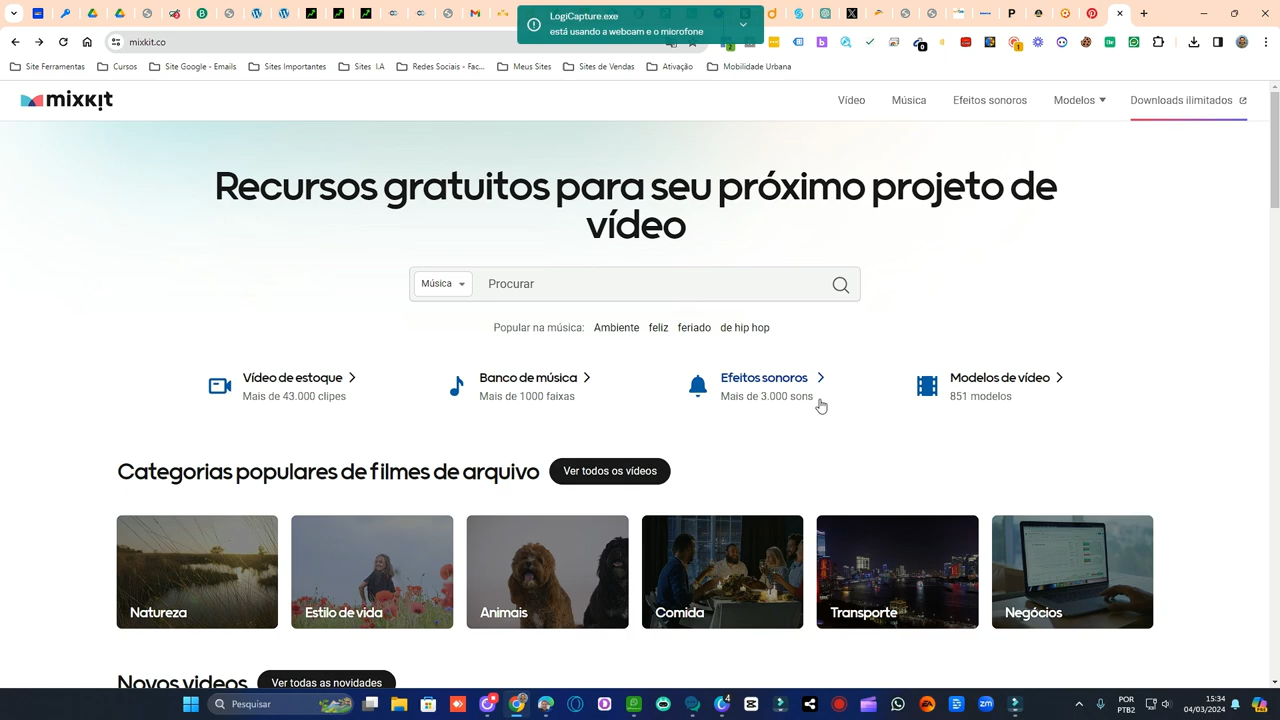 LogiCapture.exe
está usando a webcam e o microfone
mixkit.co
Site Ferramentas
Cursos
Site Google - Emails
Sites Importantes
Sites I.A
Redes Sociais - Fac...
Meus Sites
Sites de Vendas
Ativação
Mobilidade Urbana
mixkit
Vídeo
Música
Efeitos sonoros
Modelos
Downloads ilimitados
Recursos gratuitos para seu próximo projeto de
vídeo
Música
Procurar
Popular na música: Ambiente feliz feriado de hip hop
Vídeo de estoque
Mais de 43.000 clipes
Banco de música
Mais de 1000 faixas
Efeitos sonoros
Mais de 3.000 sons
Modelos de vídeo
851 modelos
Categorias populares de filmes de arquivo
Ver todos os vídeos
Natureza
Estilo de vida
Animais
Comida
Transporte
Negócios
Novos videos
Ver todas as novidades
Pesquisar
POR
PTB2
15:34
04/03/2024